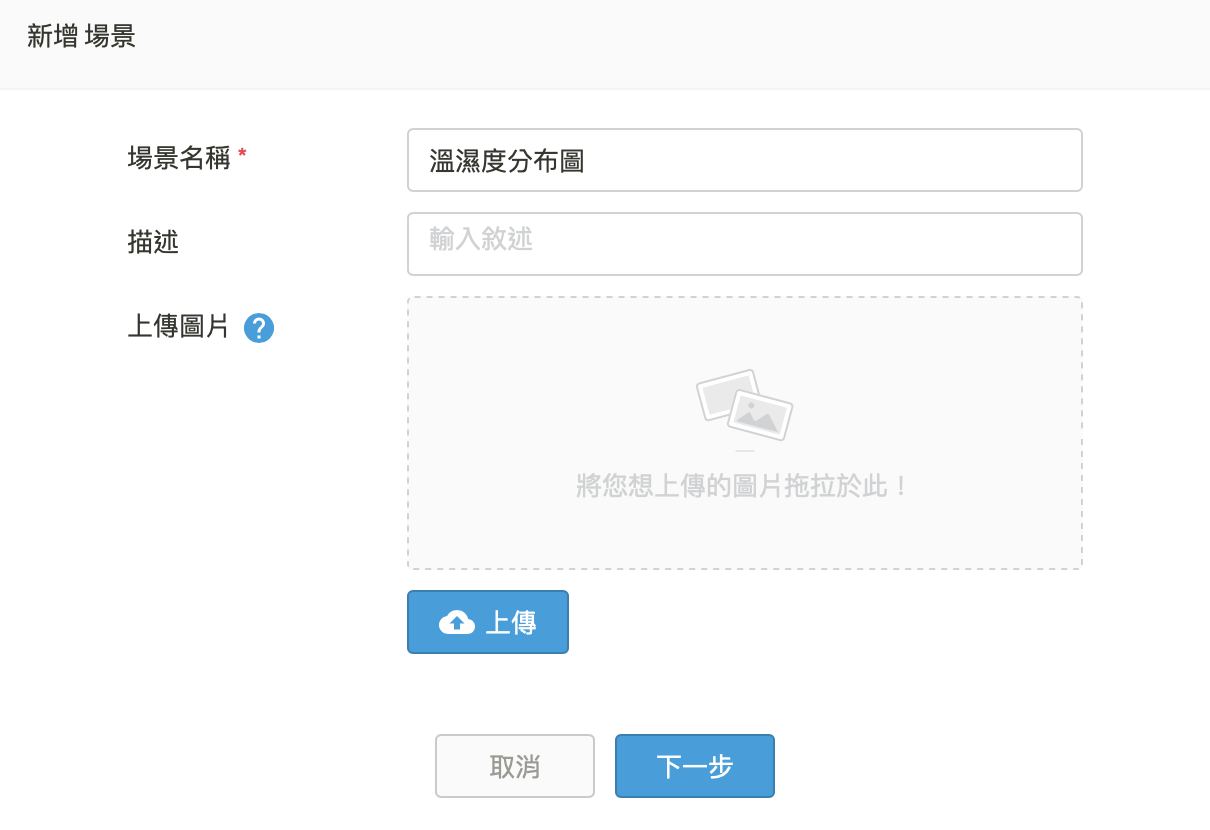 新增 場景
場景名稱 *
溫濕度分布圖
描述
輸入敘述
上傳圖片 ?
將您想上傳的圖片拖拉於此！
上傳
取消
下一步